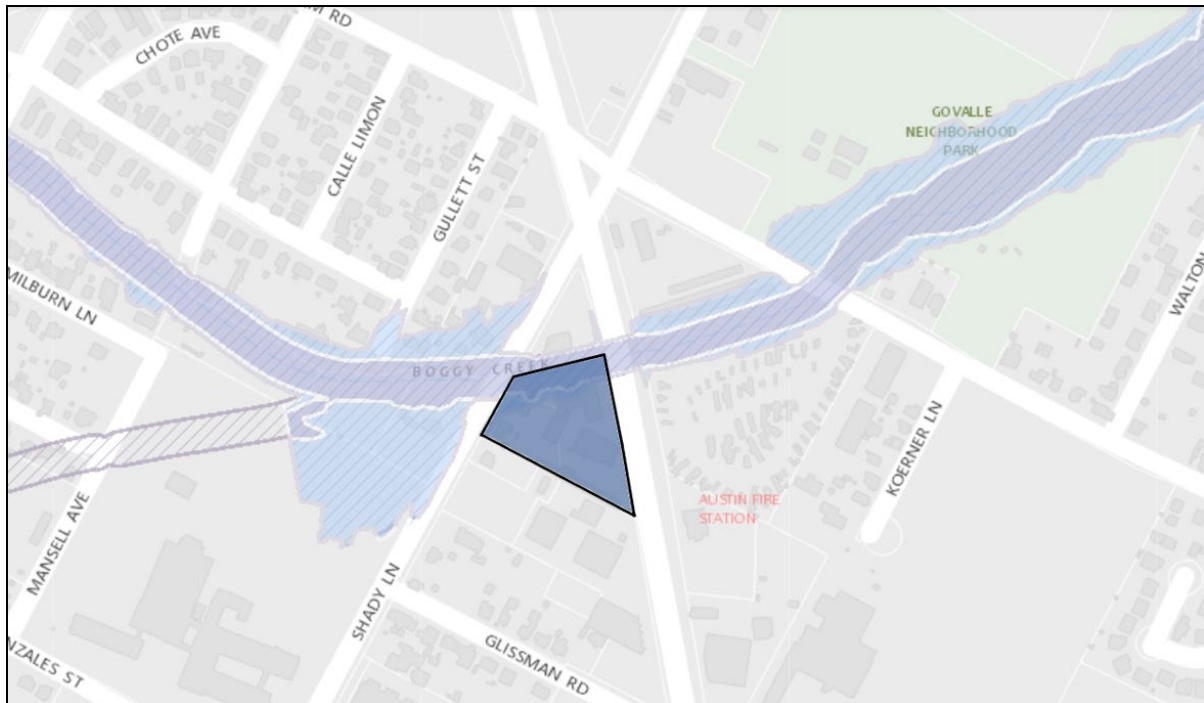 M RD
CHOTE AVE
CALLE LIMON
GULLETT ST
GOVALLE
NEIGHBORHOOD
PARK
WALTON
MILBURN LN
BOGGY CREEK
KOERNER LN
MANSELL AVE
AUSTIN FIRE
STATION
SHADY LN
GLISSMAN RD
NZALES ST